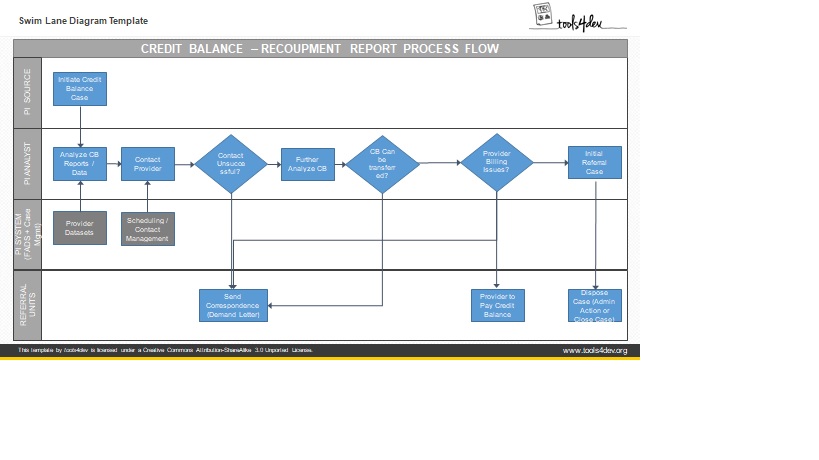 Swim Lane Diagram Template
tools4dev
CREDIT BALANCE – RECOUPMENT REPORT PROCESS FLOW
PI SOURCE
Initiate Credit
Balance
Case
PI ANALYST
Analyze CB
Reports /
Data
Contact
Provider
Contact
Unsucce
ssful?
Further
Analyze CB
CB Can
be
transferr
ed?
Provider
Billing
Issues?
Initial
Referral
Case
PI SYSTEM
(FADS + Case
Mgmt)
Provider
Datasets
Scheduling /
Contact
Management
REFERRAL
UNITS
Send
Correspondence
(Demand Letter)
Provider to
Pay Credit
Balance
Dispose
Case (Admin
Action or
Close Case)
This template by tools4dev is licensed under a Creative Commons Attribution-ShareAlike 3.0 Unported License.
www.tools4dev.org